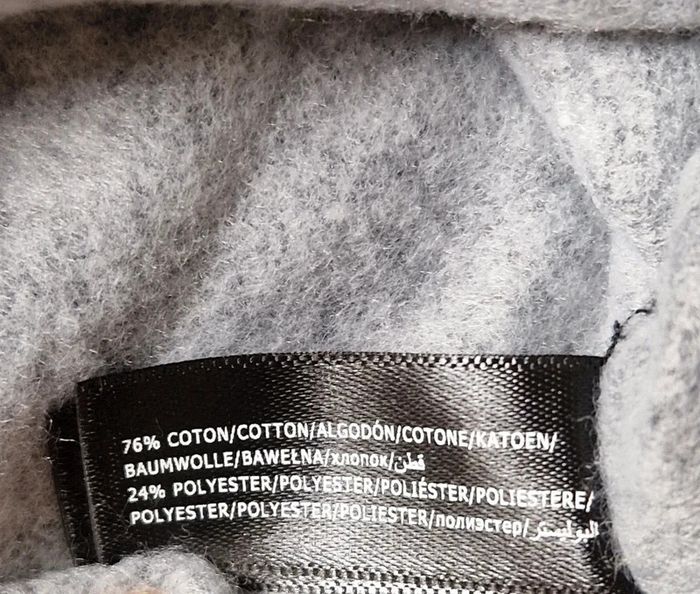 76% COTON/COTTON/ALGODÓN/COTONE/KATOEN/
BAUMWOLLE/BAWEŁNA/хлопок/قطن/
24% POLYESTER/POLYESTER/POLIÉSTER/POLIESTERE/
POLYESTER/POLYESTER/POLIESTER/полиэстер/البوليستر/